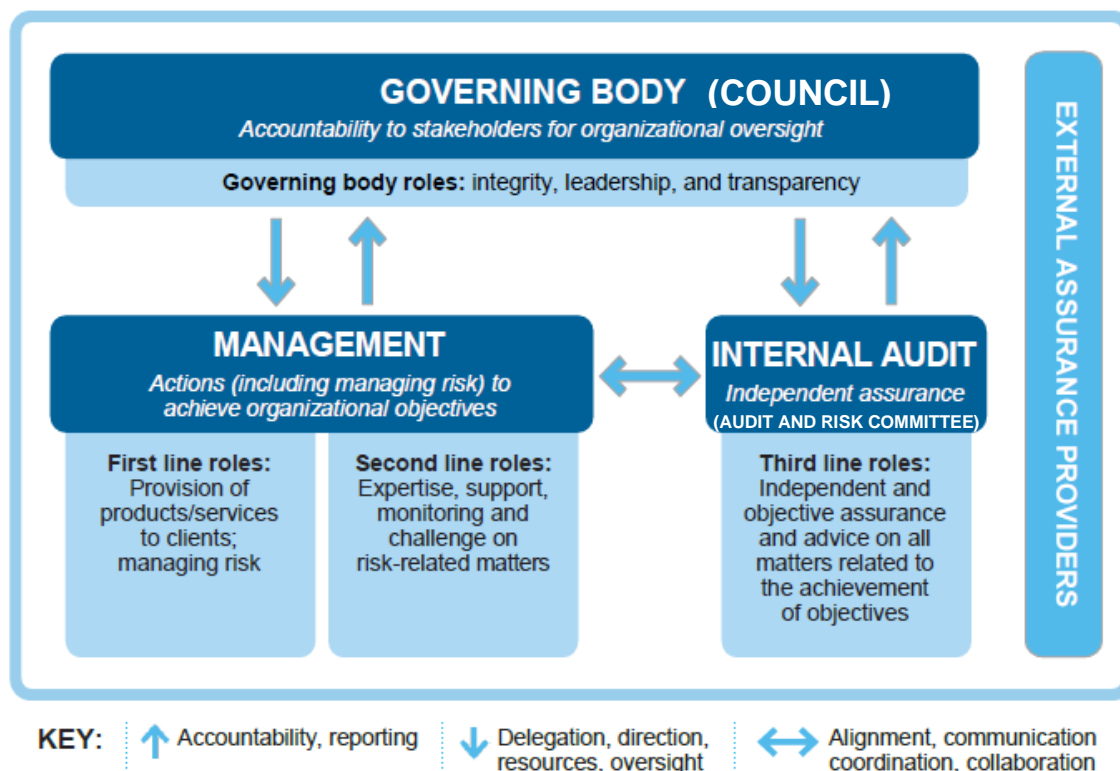 GOVERNING BODY (COUNCIL)
Accountability to stakeholders for organizational oversight
Governing body roles: integrity, leadership, and transparency
MANAGEMENT
Actions (including managing risk) to
achieve organizational objectives
First line roles:
Provision of
products/services
to clients;
managing risk
Second line roles:
Expertise, support,
monitoring and
challenge on
risk-related matters
INTERNAL AUDIT
Independent assurance
(AUDIT AND RISK COMMITTEE)
Third line roles:
Independent and
objective assurance
and advice on all
matters related to
the achievement
of objectives
EXTERNAL ASSURANCE PROVIDERS
KEY:
Accountability, reporting
Delegation, direction,
resources, oversight
Alignment, communication
coordination, collaboration